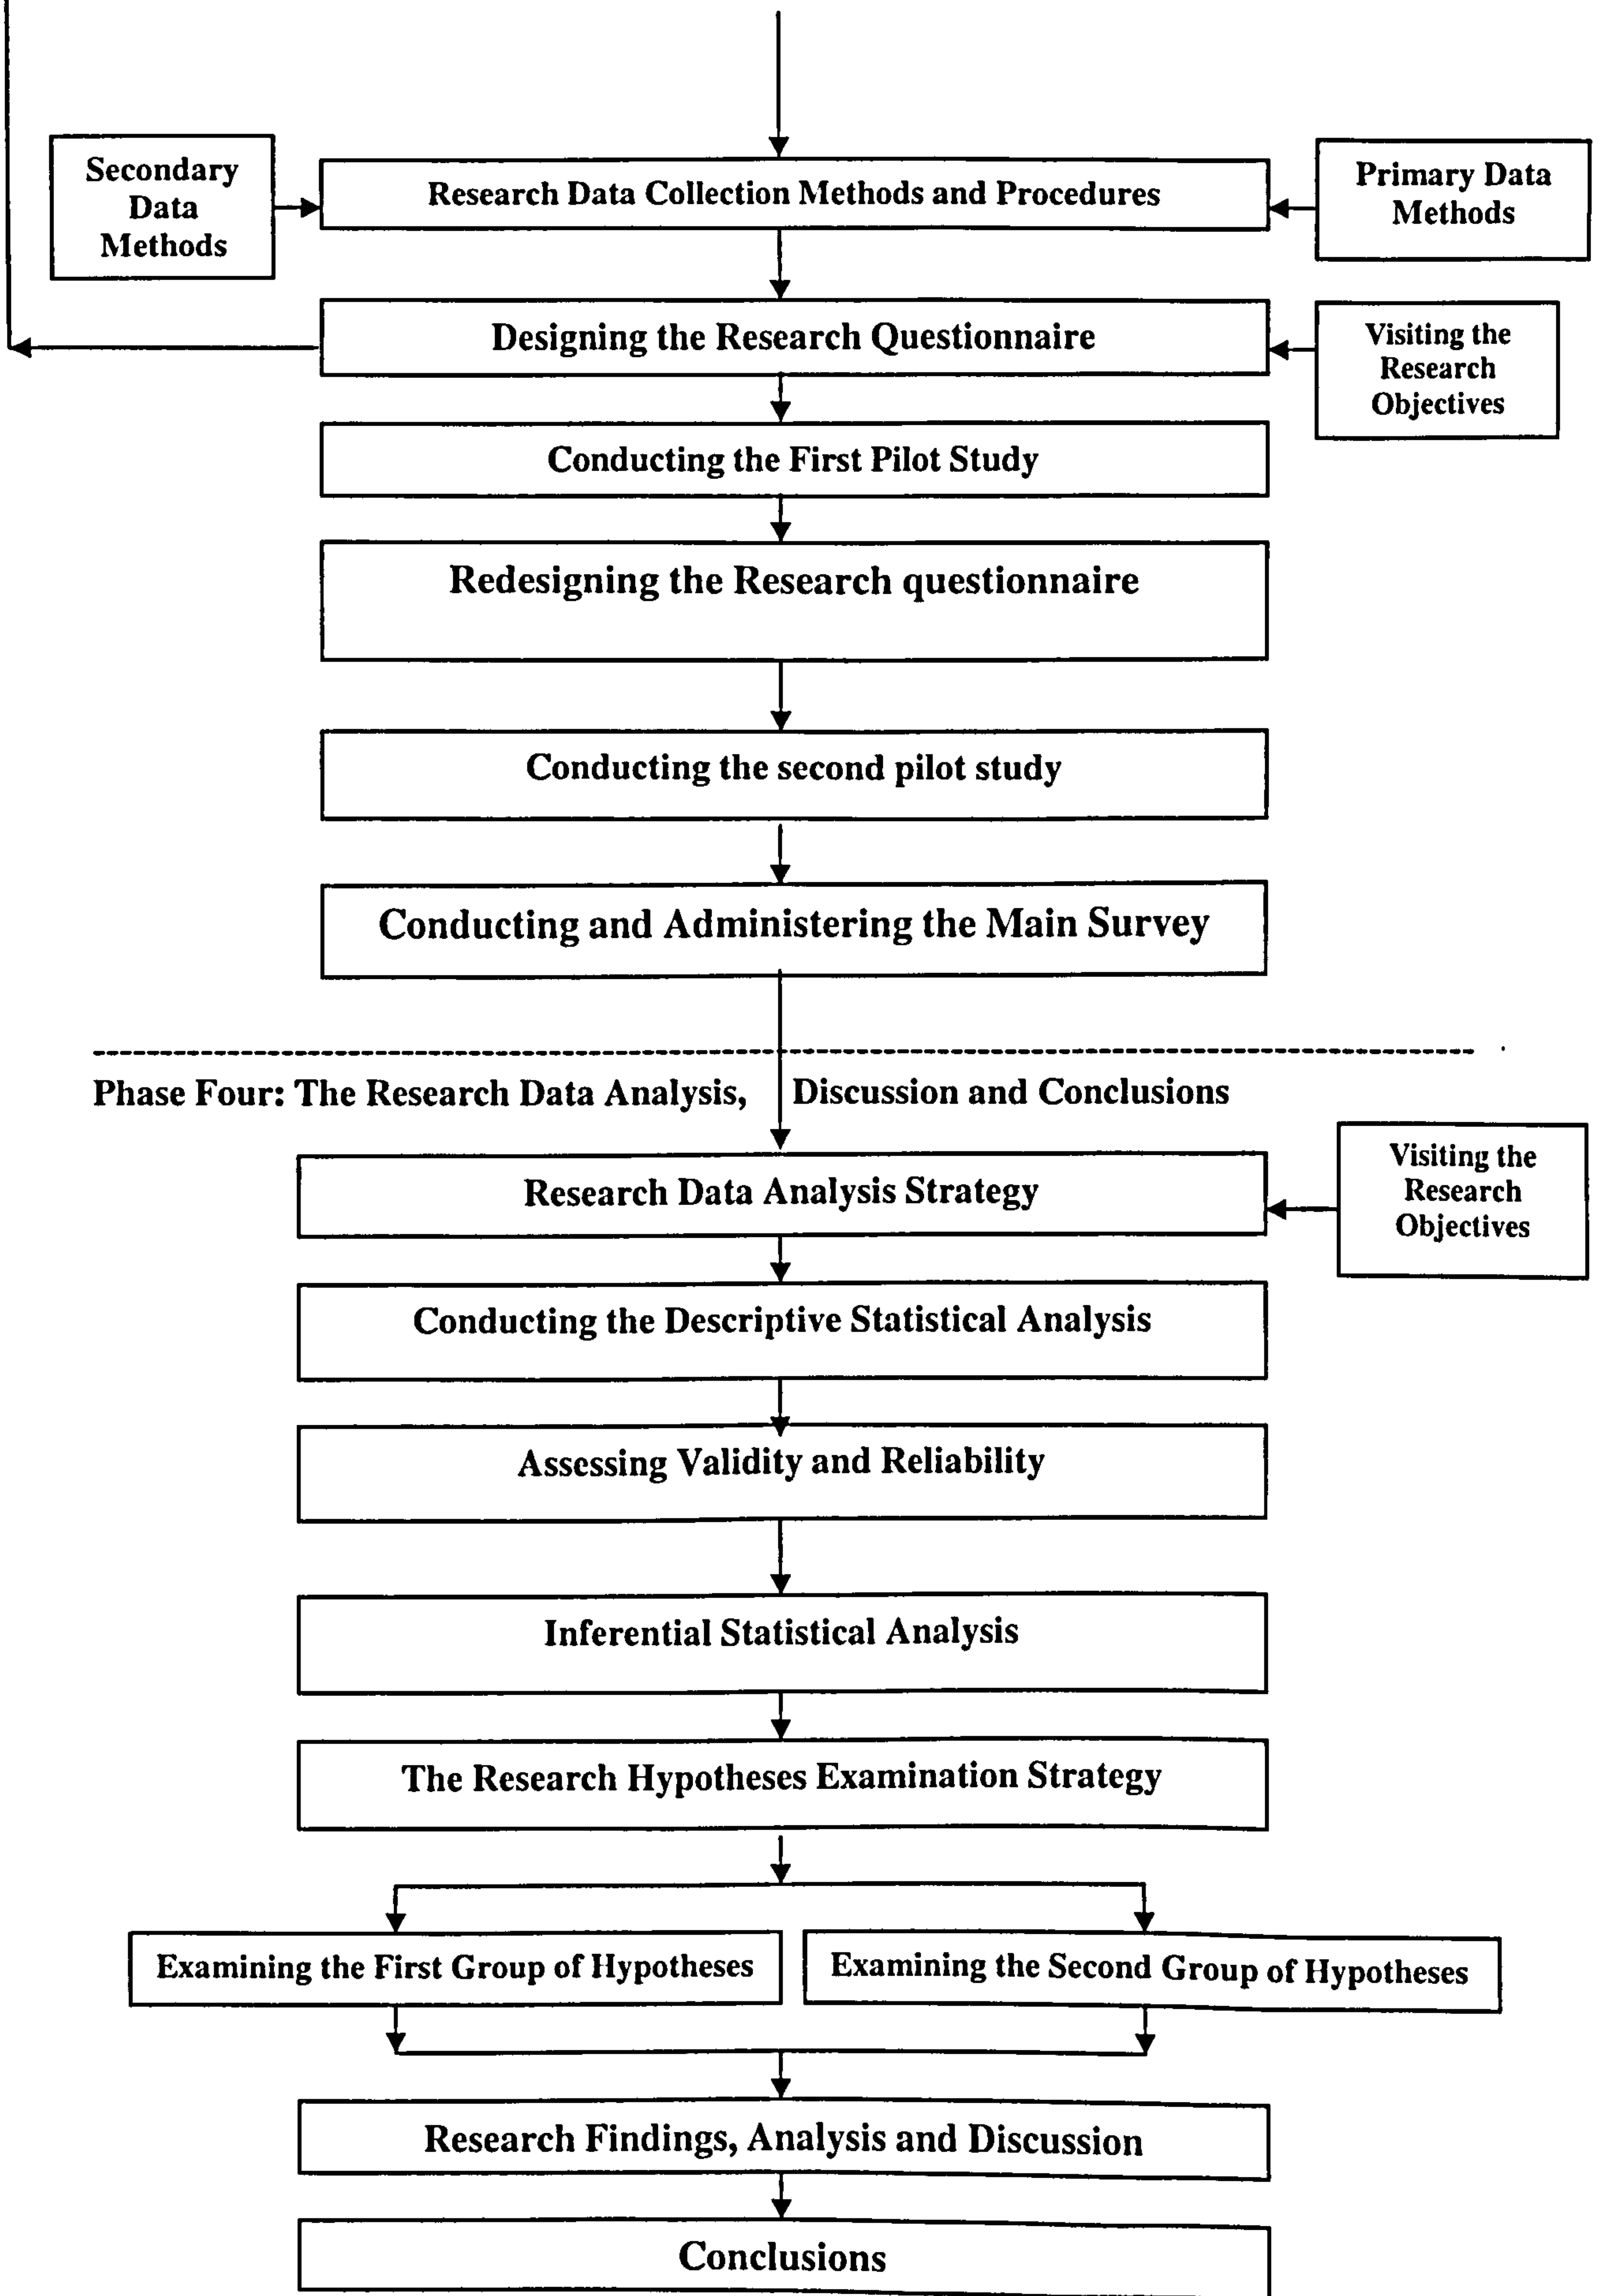 Secondary
Data
Methods
Research Data Collection Methods and Procedures
Primary Data
Methods
Designing the Research Questionnaire
Visiting the
Research
Objectives
Conducting the First Pilot Study
Redesigning the Research questionnaire
Conducting the second pilot study
Conducting and Administering the Main Survey
Phase Four: The Research Data Analysis, Discussion and Conclusions
Research Data Analysis Strategy
Visiting the
Research
Objectives
Conducting the Descriptive Statistical Analysis
Assessing Validity and Reliability
Inferential Statistical Analysis
The Research Hypotheses Examination Strategy
Examining the First Group of Hypotheses
Examining the Second Group of Hypotheses
Research Findings, Analysis and Discussion
Conclusions